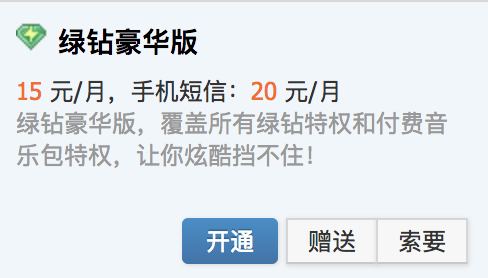 绿钻豪华版
15 元/月，手机短信：20 元/月
绿钻豪华版，覆盖所有绿钻特权和付费音
乐包特权，让你炫酷挡不住！
开通 赠送 索要